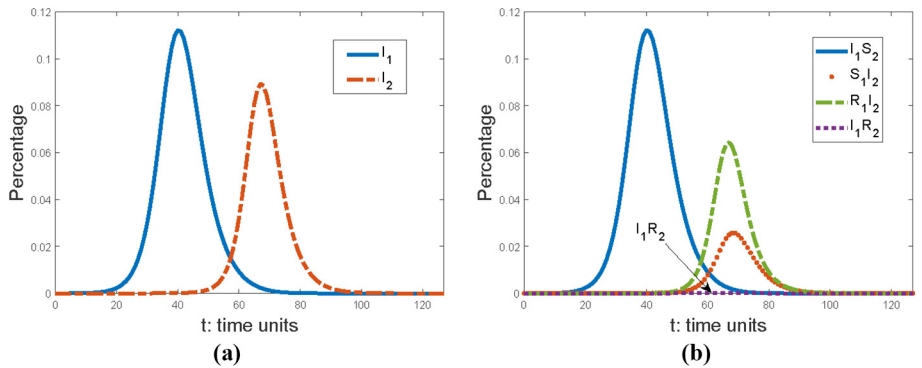 0.12
0.1
0.08
0.06
0.04
0.02
0
Percentage
I1
I2
0 20 40 60 80 100 120
t: time units
(a)
0.12
0.1
0.08
0.06
0.04
0.02
0
Percentage
I1S2
S1I2
R1I2
I1R2
I1R2
0 20 40 60 80 100 120
t: time units
(b)